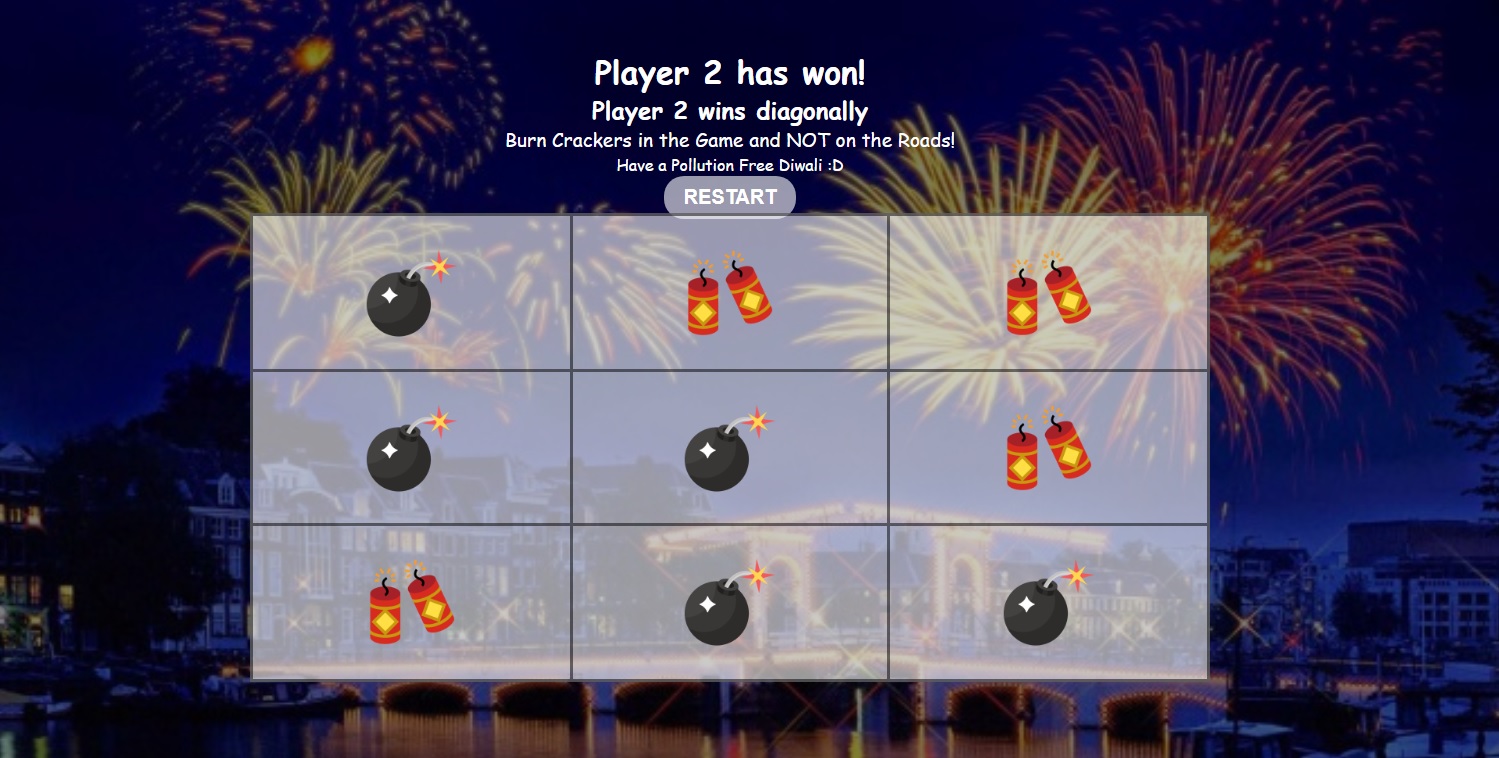 Player 2 has won!
Player 2 wins diagonally
Burn Crackers in the Game and NOT on the Roads!
Have a Pollution Free Diwali :D
RESTART